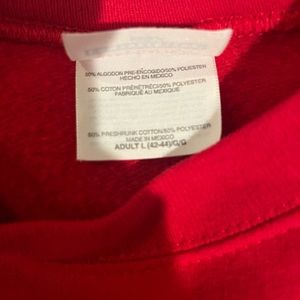 50% ALGODON PRE-ENCOGIDO/50% POLIESTER
HECHO EN MEXICO
50% COTON PRÉRÉTRÉCI/50% POLYESTER
FABRIQUÉ AU MEXIQUE
50% PRESHRUNK COTTON/50% POLYESTER
MADE IN MEXICO
ADULT L (42-44)/G/G